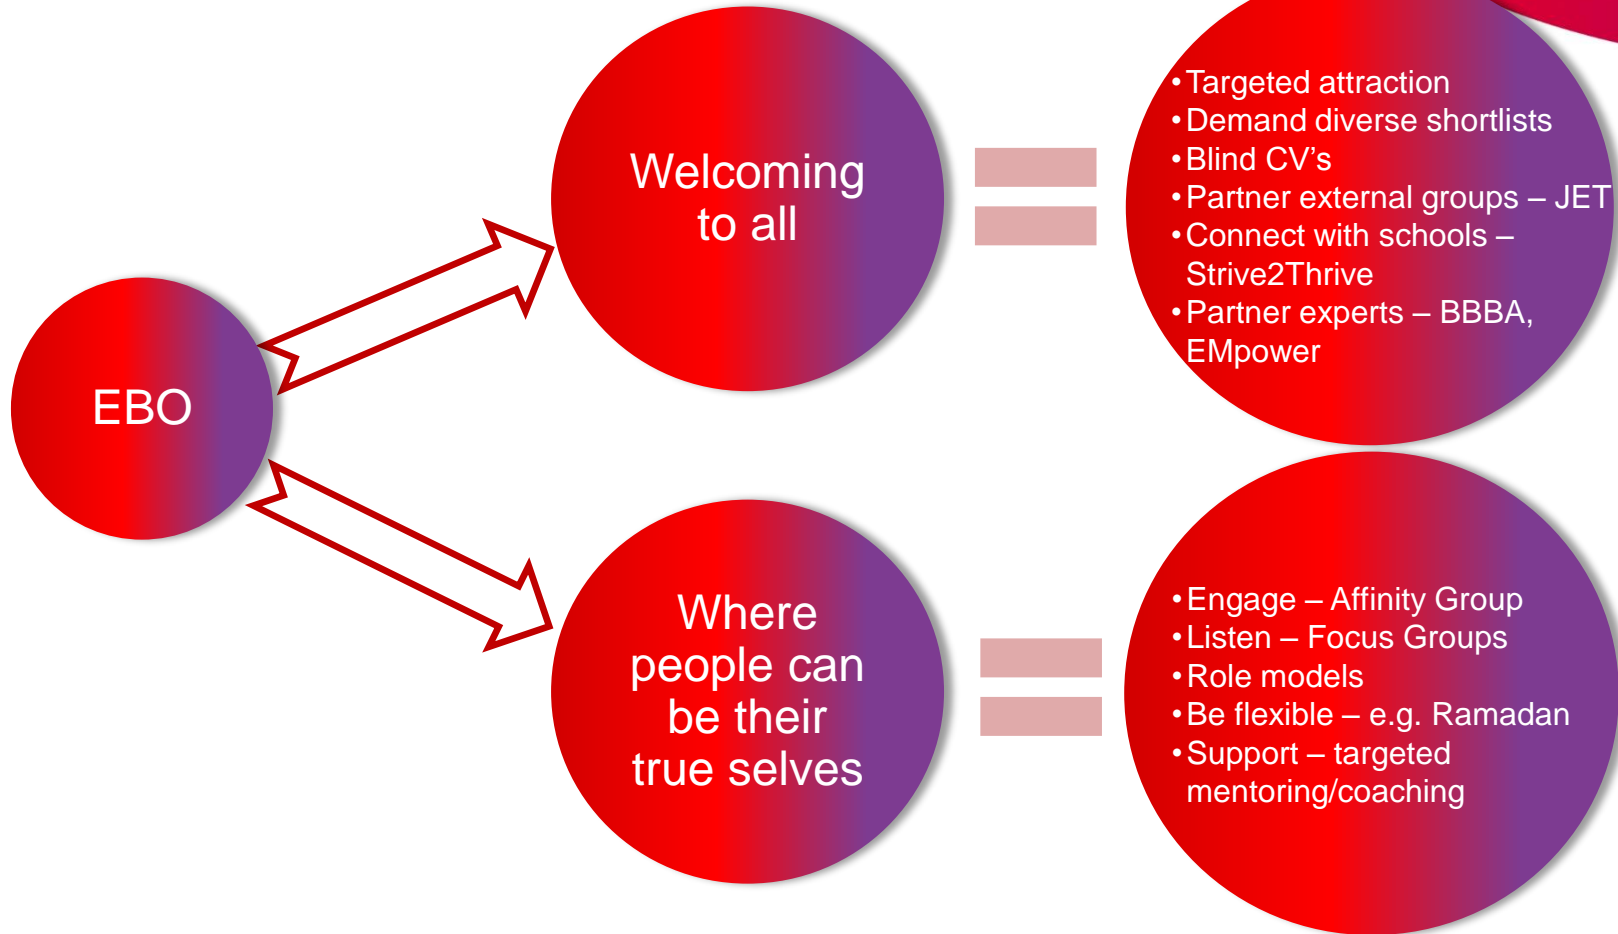 EBO
Welcoming
to all
•Targeted attraction
•Demand diverse shortlists
•Blind CV's
•Partner external groups – JET
•Connect with schools –
Strive2Thrive
•Partner experts – BBBA,
EMpower
Where
people can
be their
true selves
•Engage – Affinity Group
•Listen – Focus Groups
•Role models
•Be flexible – e.g. Ramadan
•Support – targeted
mentoring/coaching